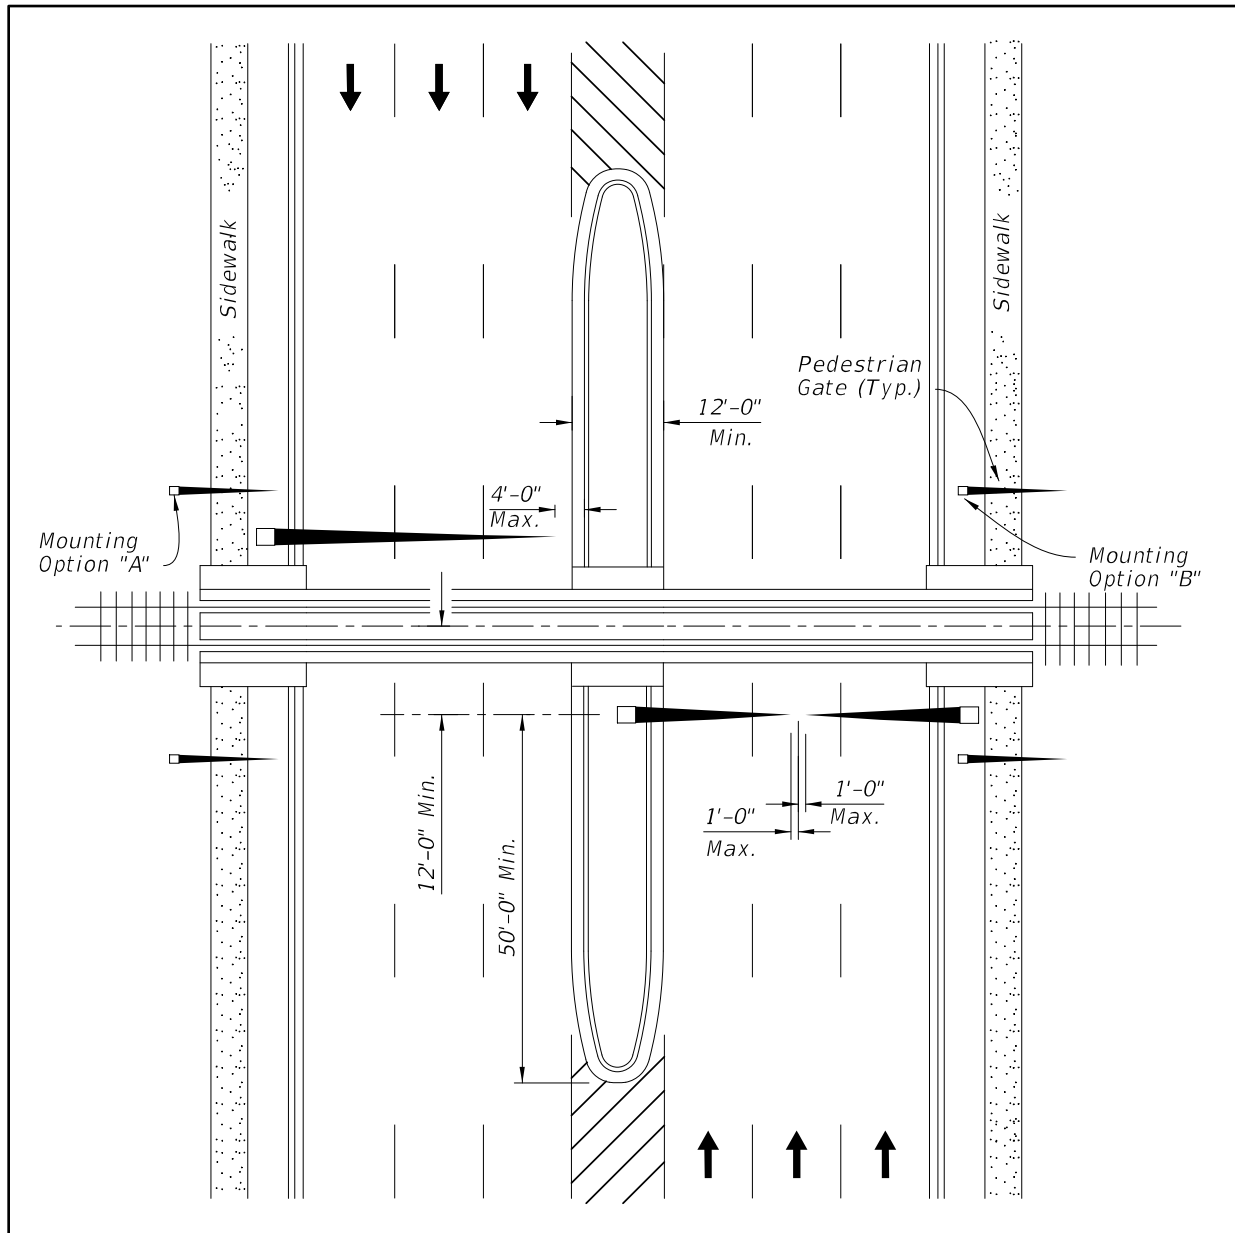 Sidewalk
Sidewalk
Pedestrian
Gate (Typ.)
12'-0"
Min.
4'-0"
Max.
Mounting
Option "A"
Mounting
Option "B"
12'-0" Min.
50'-0" Min.
1'-0"
Max.
1'-0"
Max.